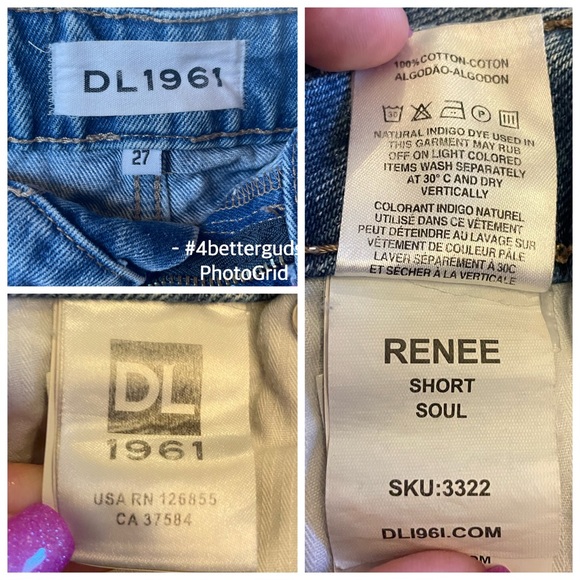 DL1961
27
- #4betterguds
PhotoGrid
DL
1961
USA RN 126855
CA 37584
100% COTTON-COTON
ALGODÃO-ALGODON
30
P
NATURAL INDIGO DYE USED IN
THIS GARMENT MAY RUB
OFF ON LIGHT COLORED
ITEMS WASH SEPARATELY
AT 30° C AND DRY
VERTICALLY
COLORANT INDIGO NATUREL
UTILISÉ DANS CE VÊTEMENT
PEUT DÉTEINDRE AU LAVAGE SUR
VÊTEMENT DE COULEUR PÂLE
LAVER SÉPAREMENT À 30C
ET SÉCHER À LA VERTICALE
RENEE
SHORT
SOUL
SKU:3322
DL1961.COM